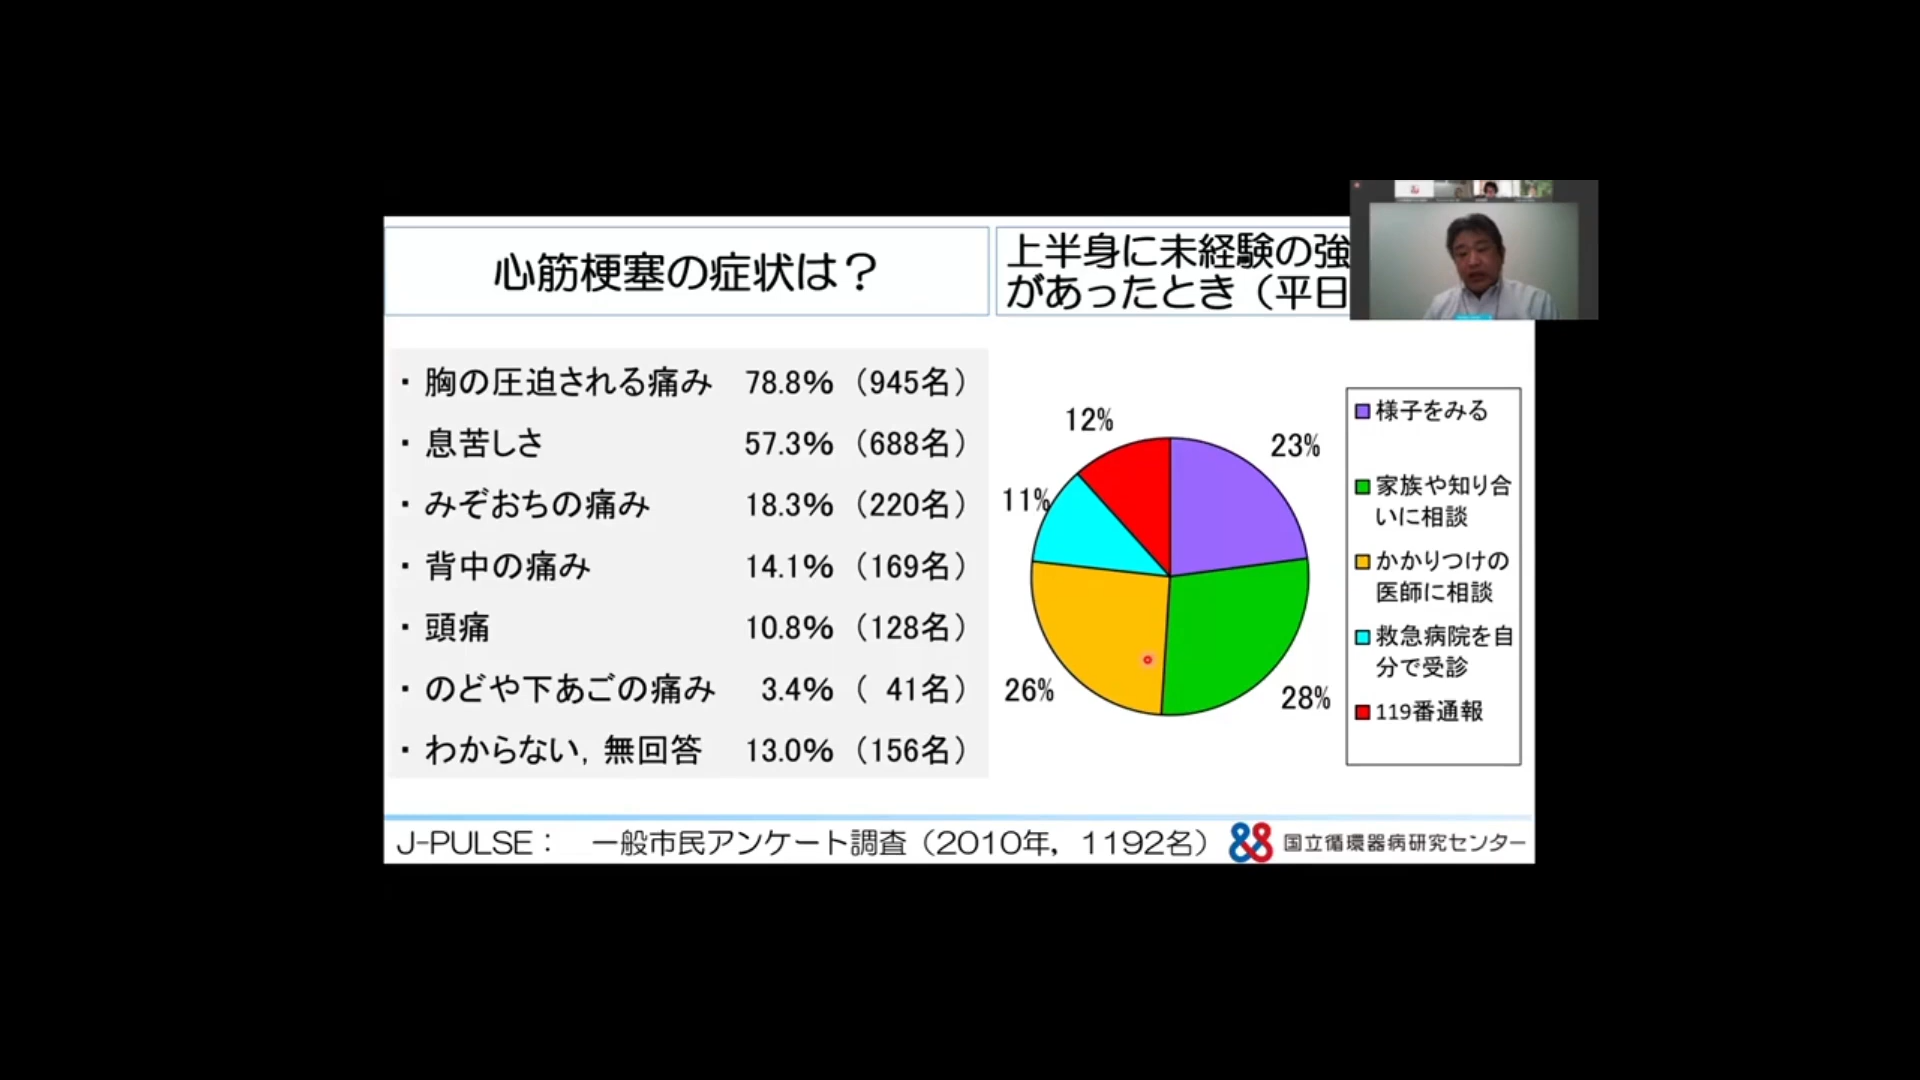 心筋梗塞の症状は？
上半身に未経験の強
があったとき（平日
・胸の圧迫される痛み 78.8%（945名）
・息苦しさ 57.3%（688名）
・みぞおちの痛み 18.3%（220名）
・背中の痛み 14.1%（169名）
・頭痛 10.8%（128名）
・のどや下あごの痛み 3.4%（ 41名）
・わからない，無回答 13.0%（156名）
12%
23%
11%
26%
28%
様子をみる
家族や知り合
いに相談
かかりつけの
医師に相談
救急病院を自
分で受診
119番通報
J-PULSE： 一般市民アンケート調査（2010年，1192名）
国立循環器病研究センター